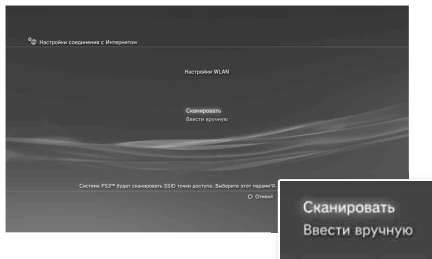 Настройки соединения с Интернетом
Настройки WLAN
Сканировать
Ввести вручную
Система PS3™ будет сканировать SSID точки доступа. Выберите этот
Отмена
Сканировать
Ввести вручную